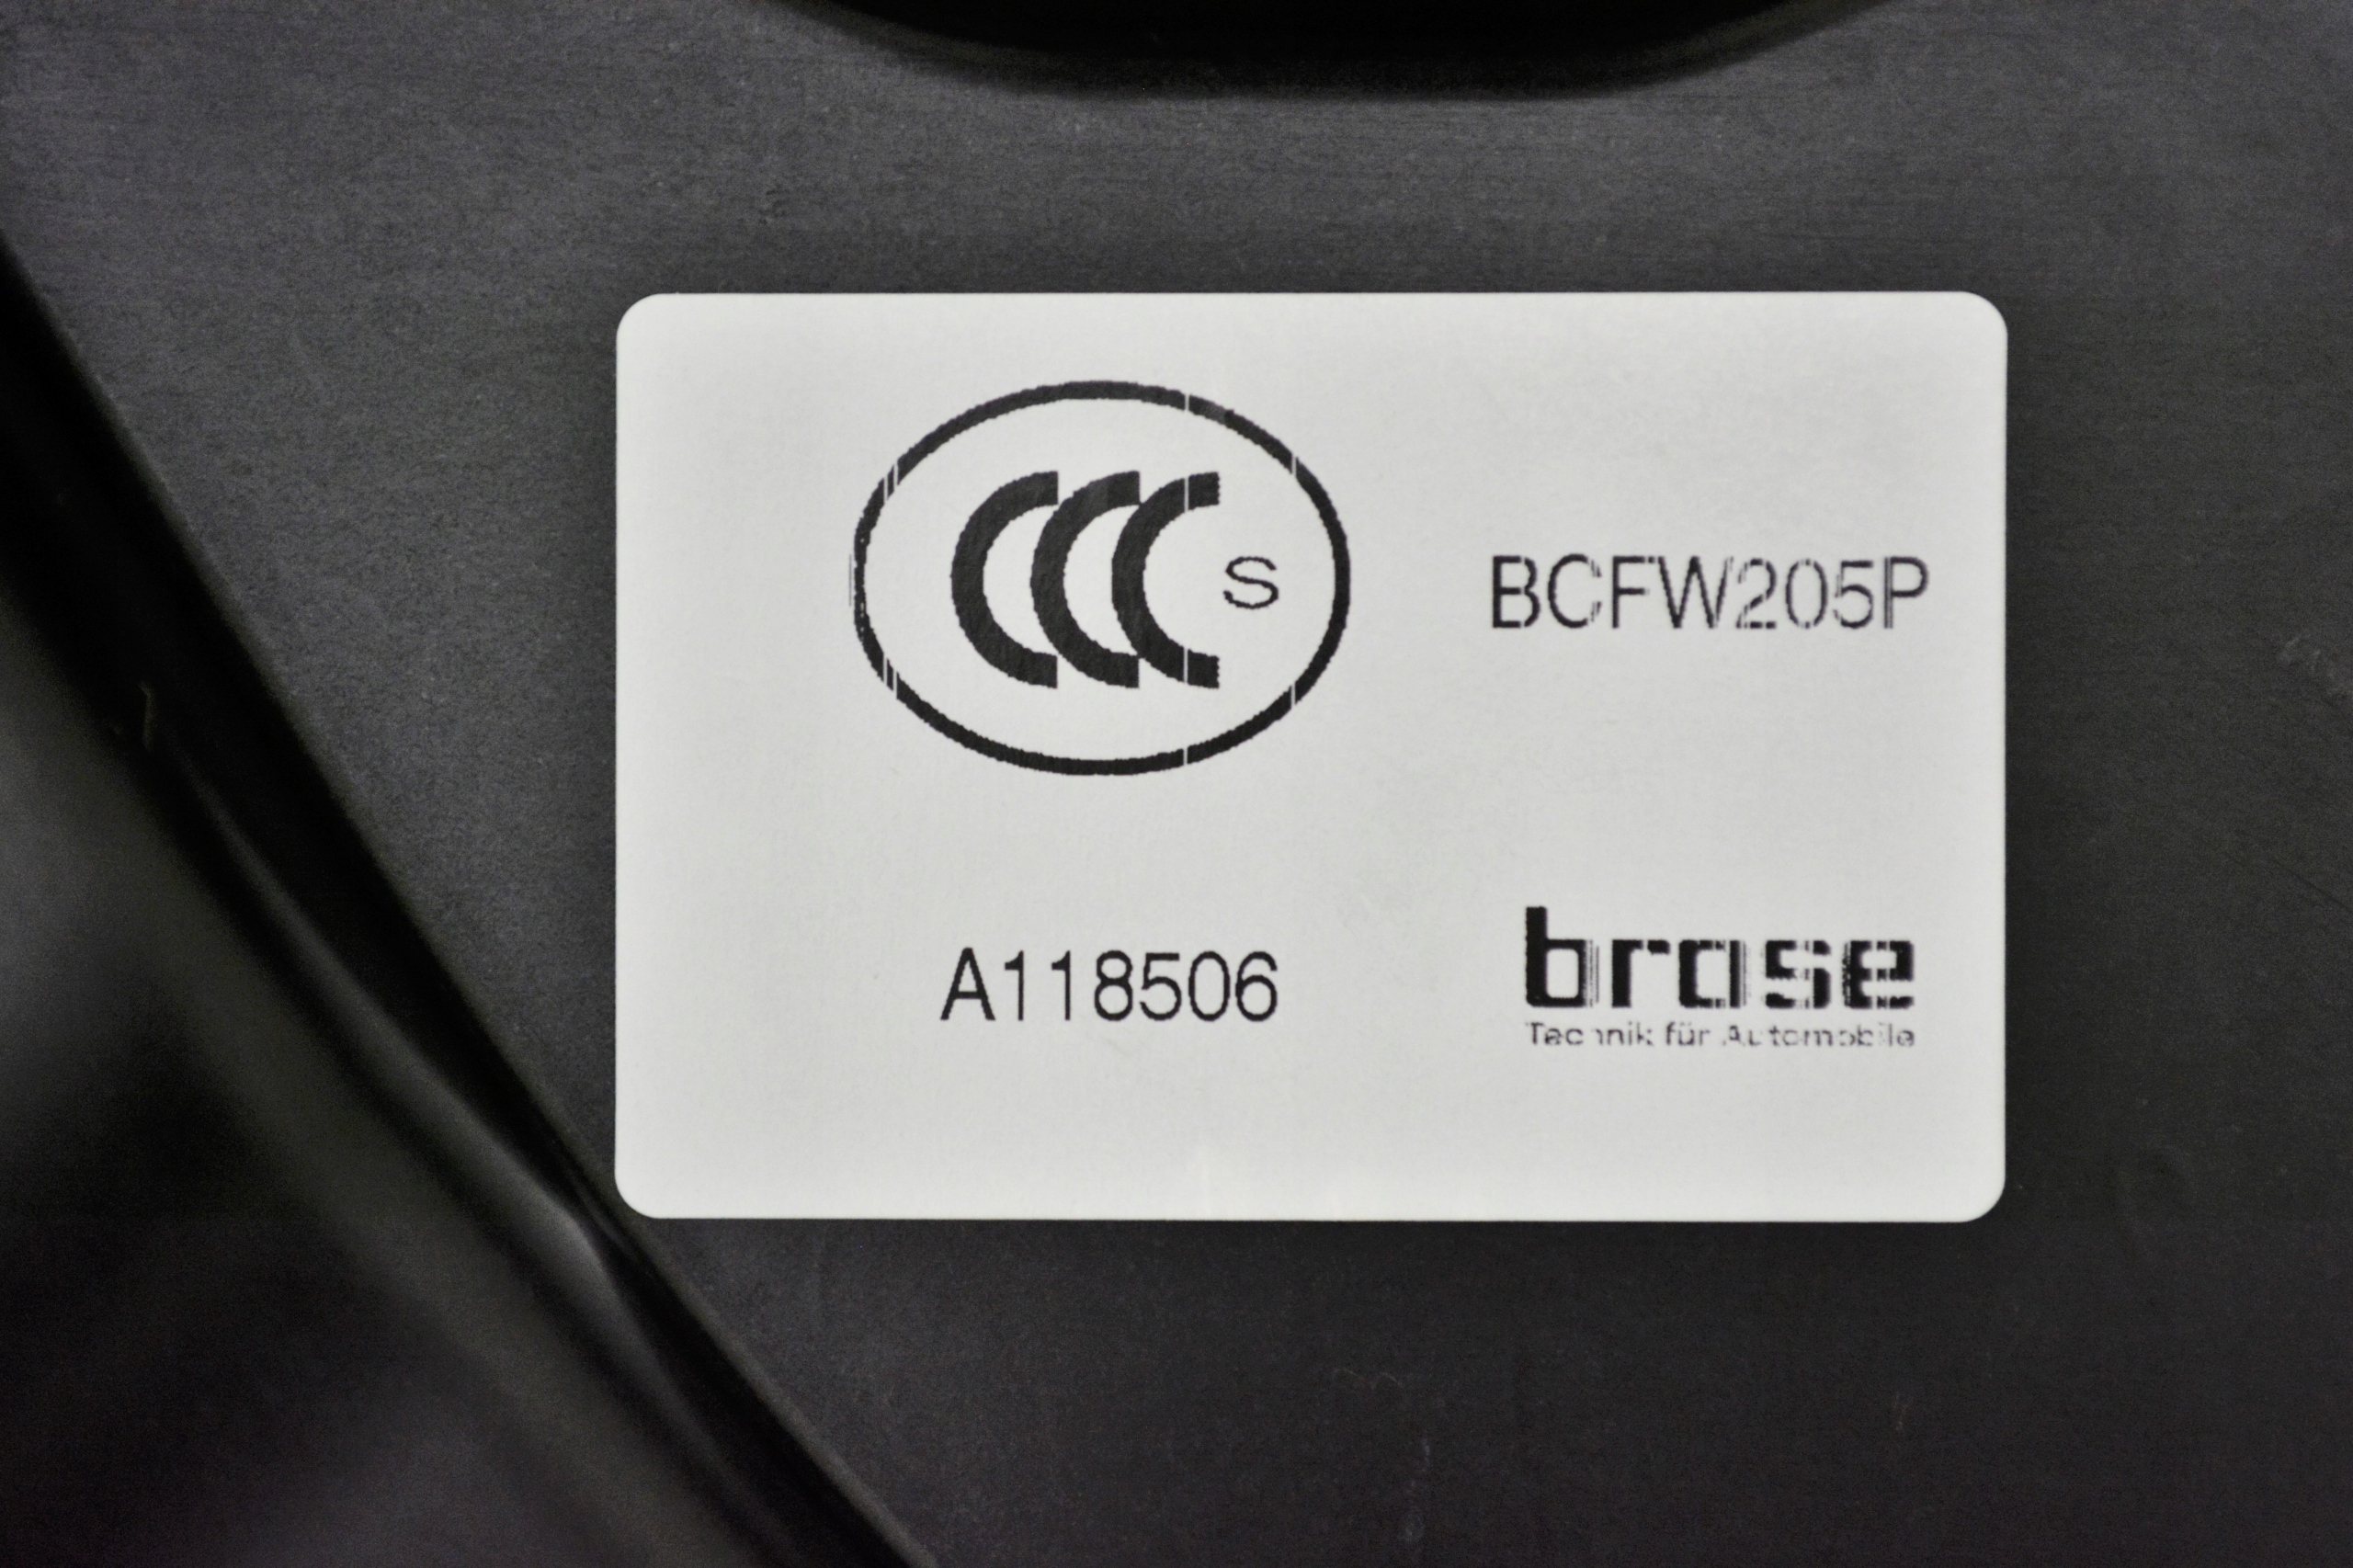 CCC S
BCFW205P
A118506
brose
Technik für Automobile